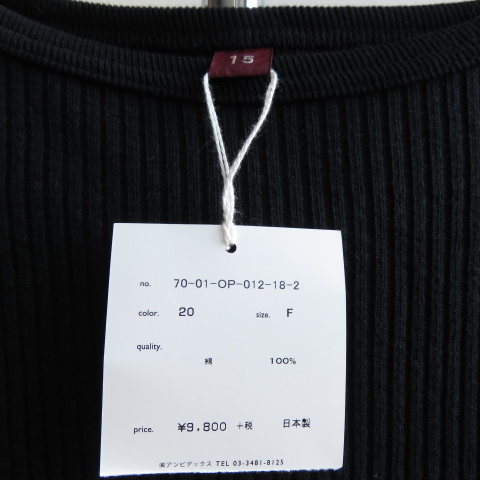 15
no. 70-01-OP-012-18-2
color. 20 size. F
quality.
綿 100%
price. ¥9,800 +税 日本製
㈱アンビデックス TEL 03-3481-8125